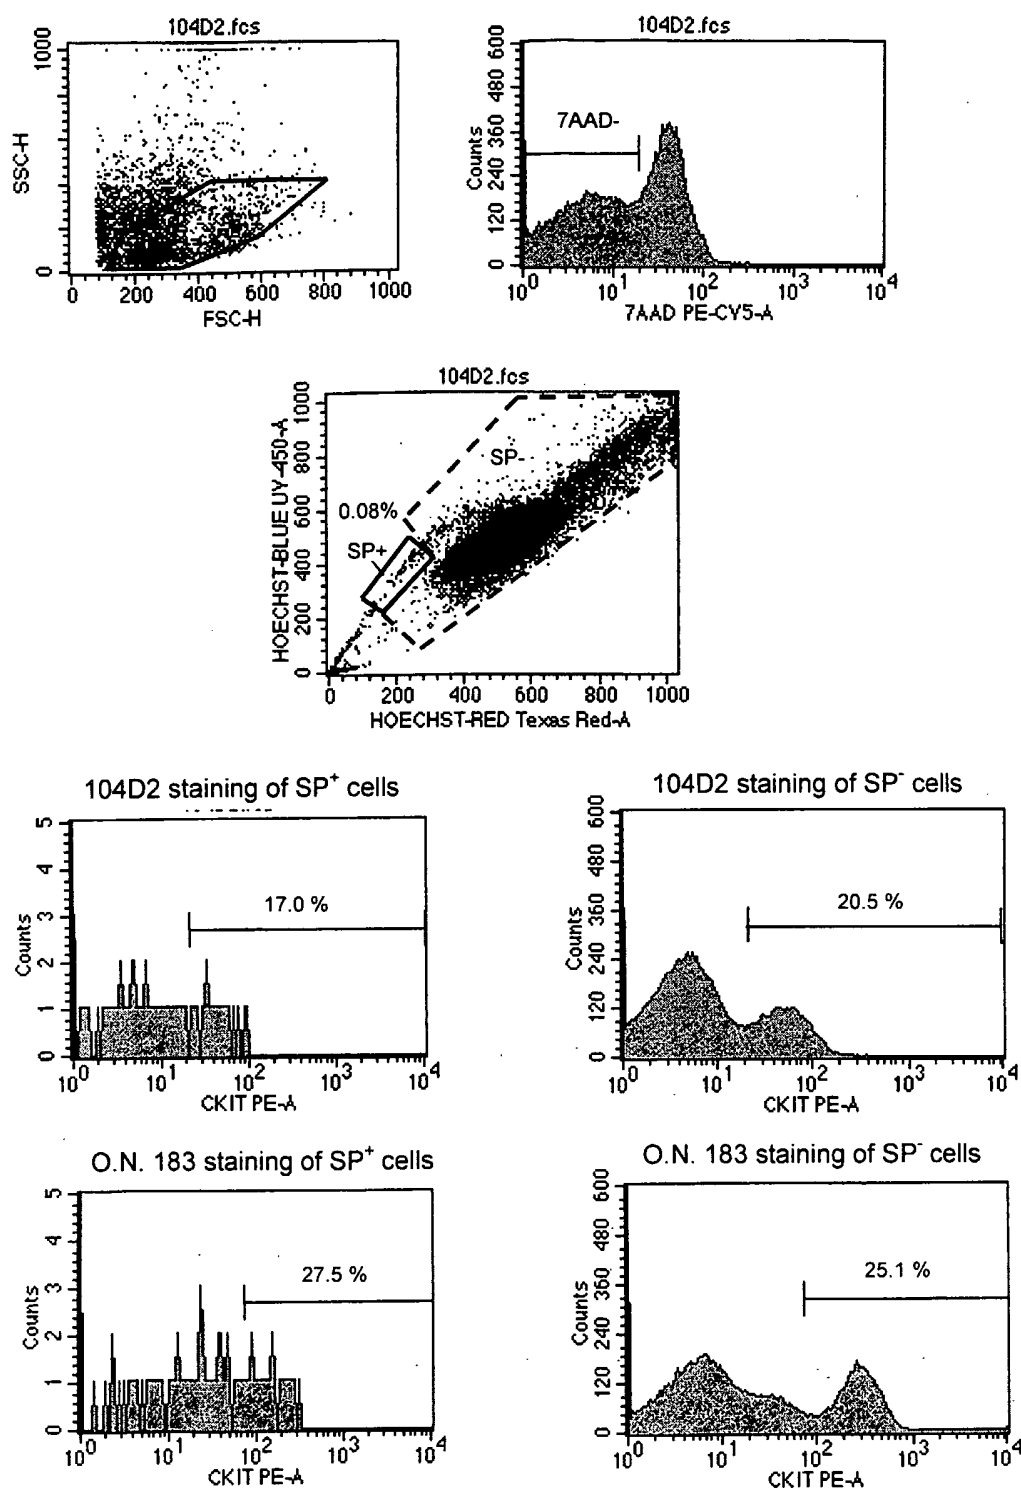 104D2.fcs
1000
SSC-H
0
0 200 400 600 800 1000
FSC-H
104D2.fcs
600
480
360
240
120
0
Counts
7AAD-
10^0 10^1 10^2 10^3 10^4
7AAD PE-CY5-A
104D2.fcs
1000
800
600
400
200
0
HOECHST-BLUE UV-450-A
SP-
0.08%
SP+
0 200 400 600 800 1000
HOECHST-RED Texas Red-A
104D2 staining of SP+ cells
5
4
3
2
1
0
Counts
17.0 %
10^0 10^1 10^2 10^3 10^4
CKIT PE-A
104D2 staining of SP- cells
600
480
360
240
120
0
Counts
20.5 %
10^0 10^1 10^2 10^3 10^4
CKIT PE-A
O.N. 183 staining of SP+ cells
5
4
3
2
1
0
Counts
27.5 %
10^0 10^1 10^2 10^3 10^4
CKIT PE-A
O.N. 183 staining of SP- cells
600
480
360
240
120
0
Counts
25.1 %
10^0 10^1 10^2 10^3 10^4
CKIT PE-A